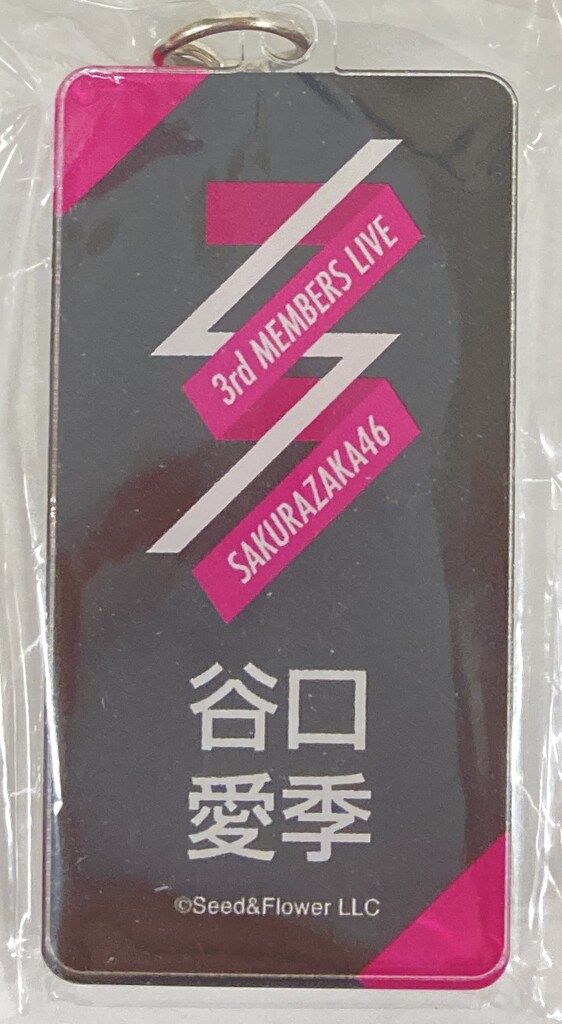 3rd MEMBERS LIVE
SAKURAZAKA46
谷口
愛季
©Seed&Flower LLC